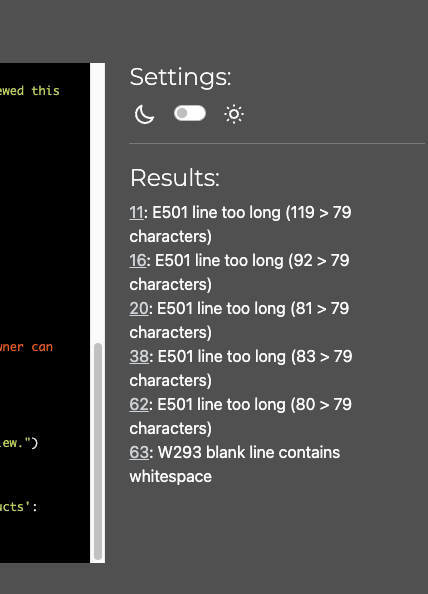 ewed this
Settings:
Results:
11: E501 line too long (119 > 79
characters)
16: E501 line too long (92 > 79
characters)
20: E501 line too long (81 > 79
characters)
38: E501 line too long (83 > 79
characters)
62: E501 line too long (80 > 79
characters)
63: W293 blank line contains
whitespace
wner can
iew.")
ucts':